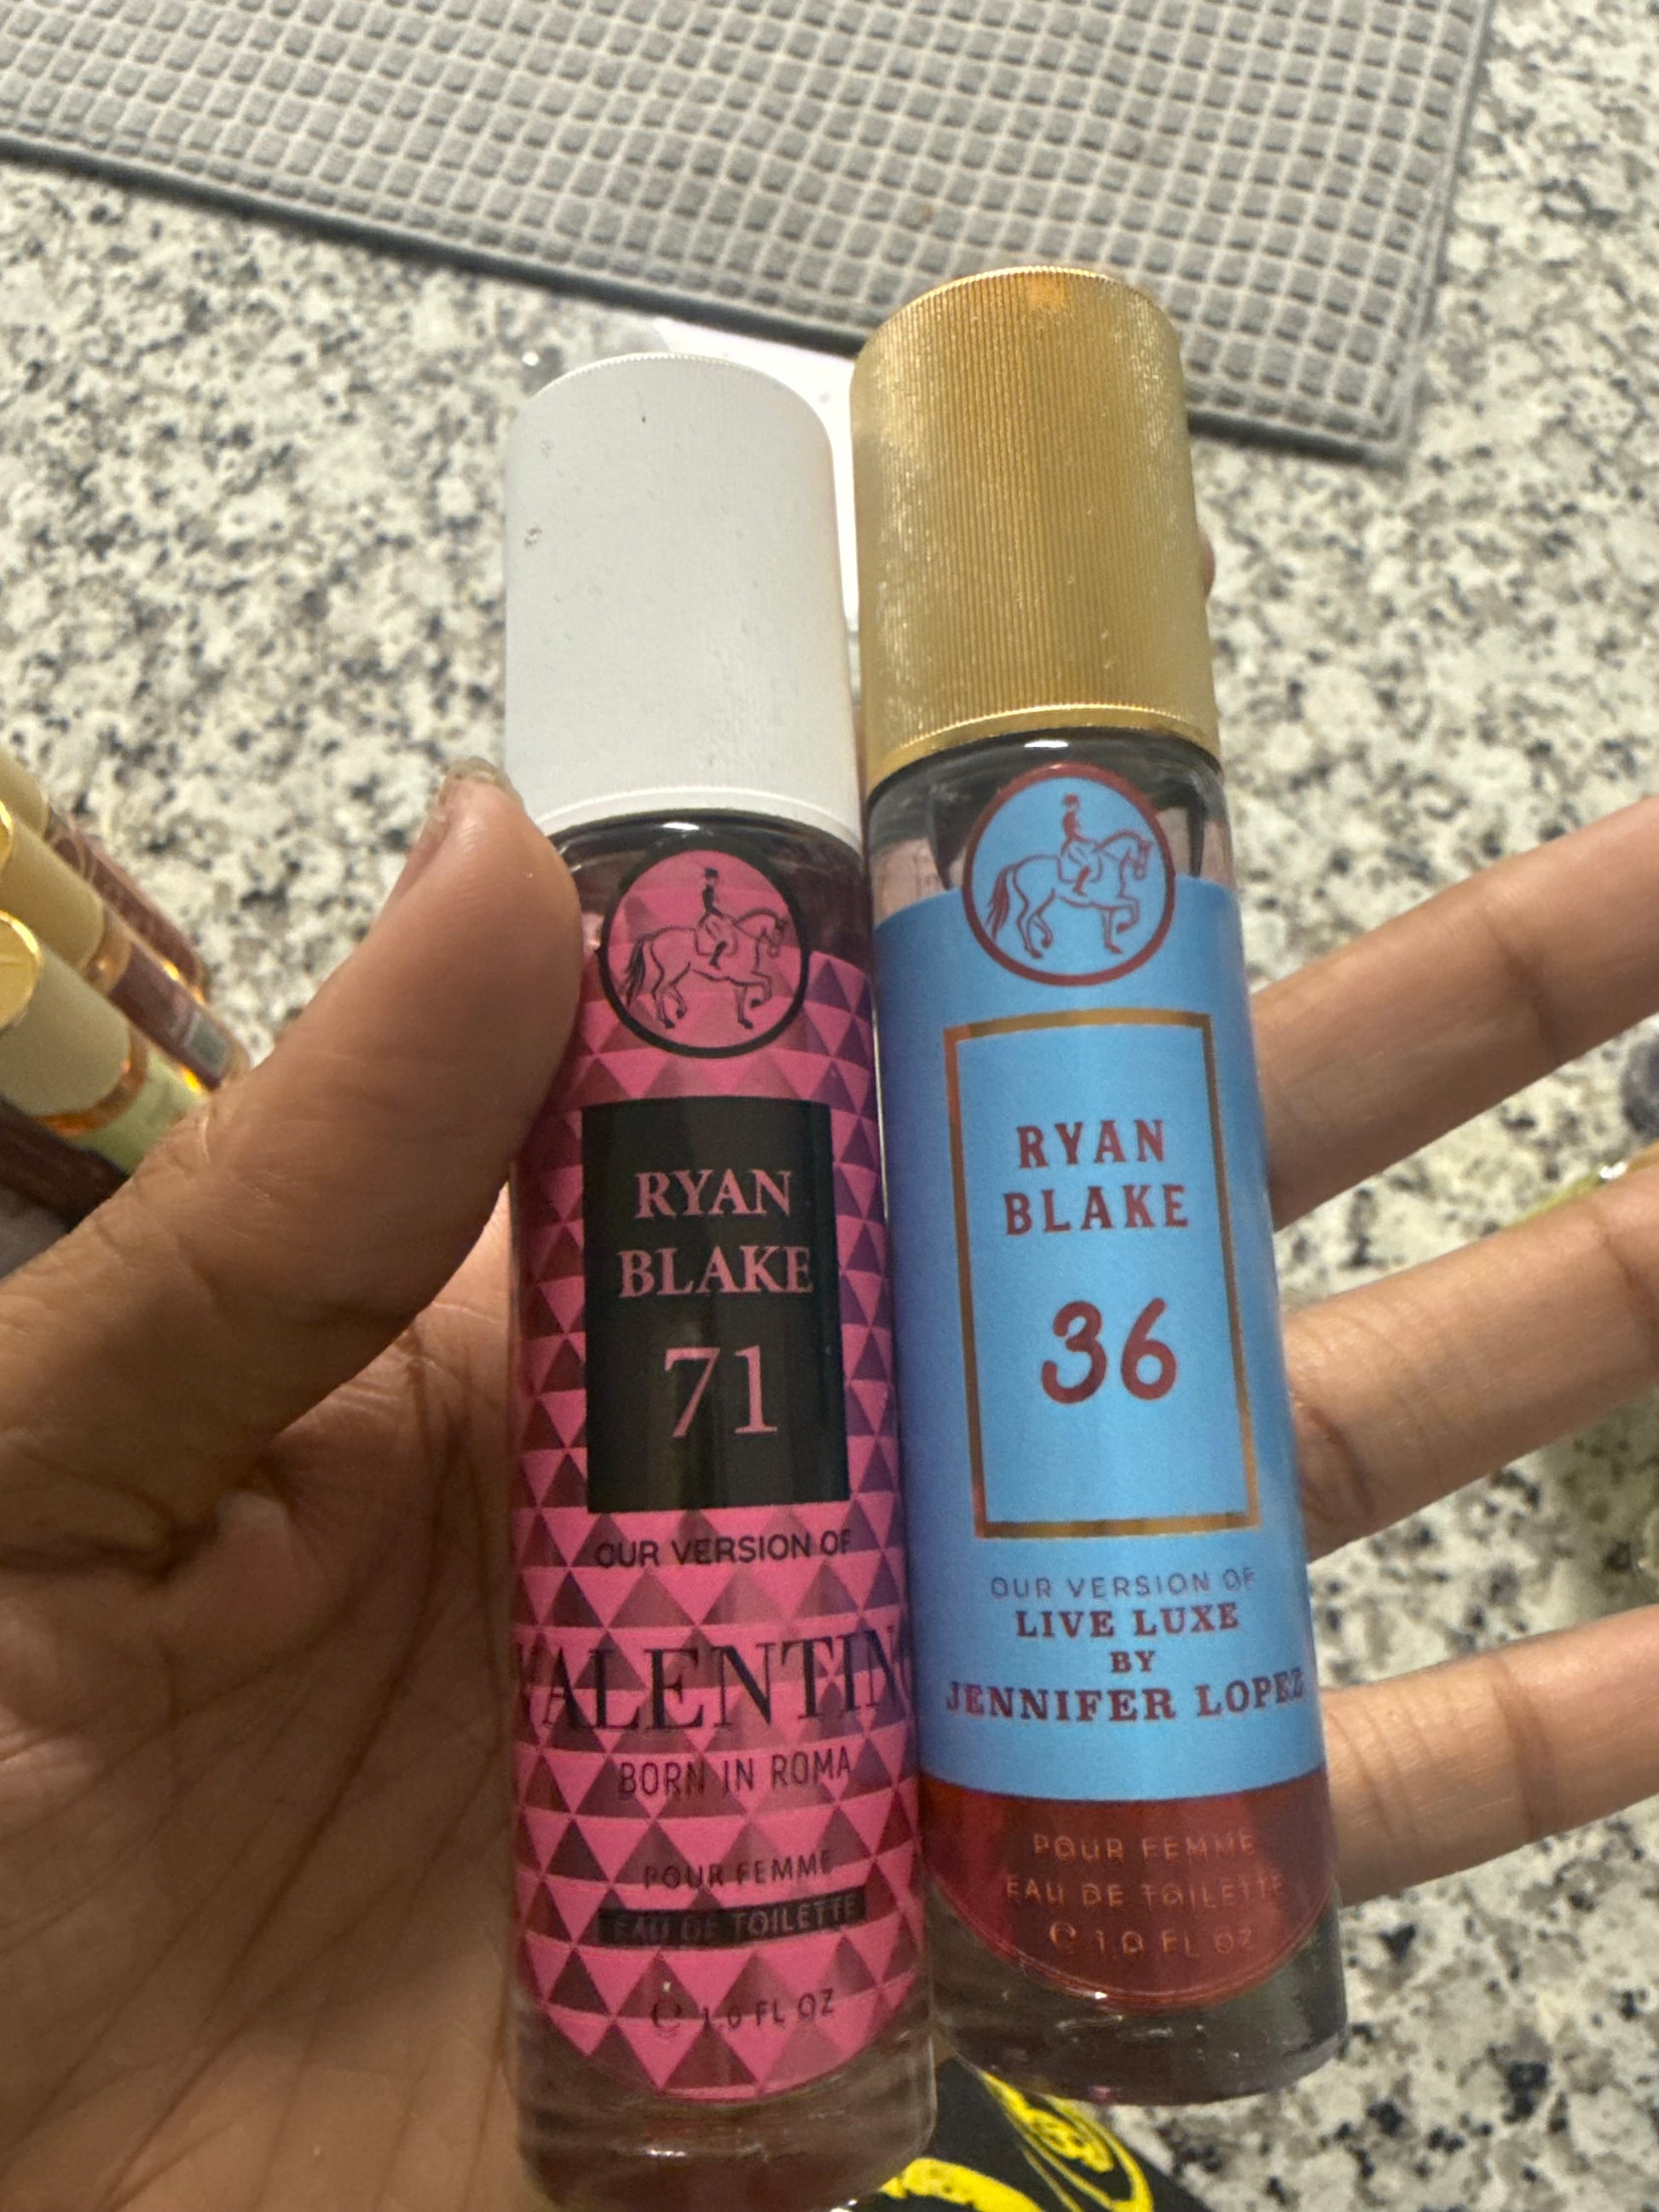 RYAN
BLAKE
71
OUR VERSION OF
VALENTINO
BORN IN ROMA
POUR FEMME
EAU DE TOILETTE
e 1.0 FL OZ
RYAN
BLAKE
36
OUR VERSION OF
LIVE LUXE
BY
JENNIFER LOPEZ
POUR FEMME
EAU DE TOILETTE
e 1.0 FL OZ